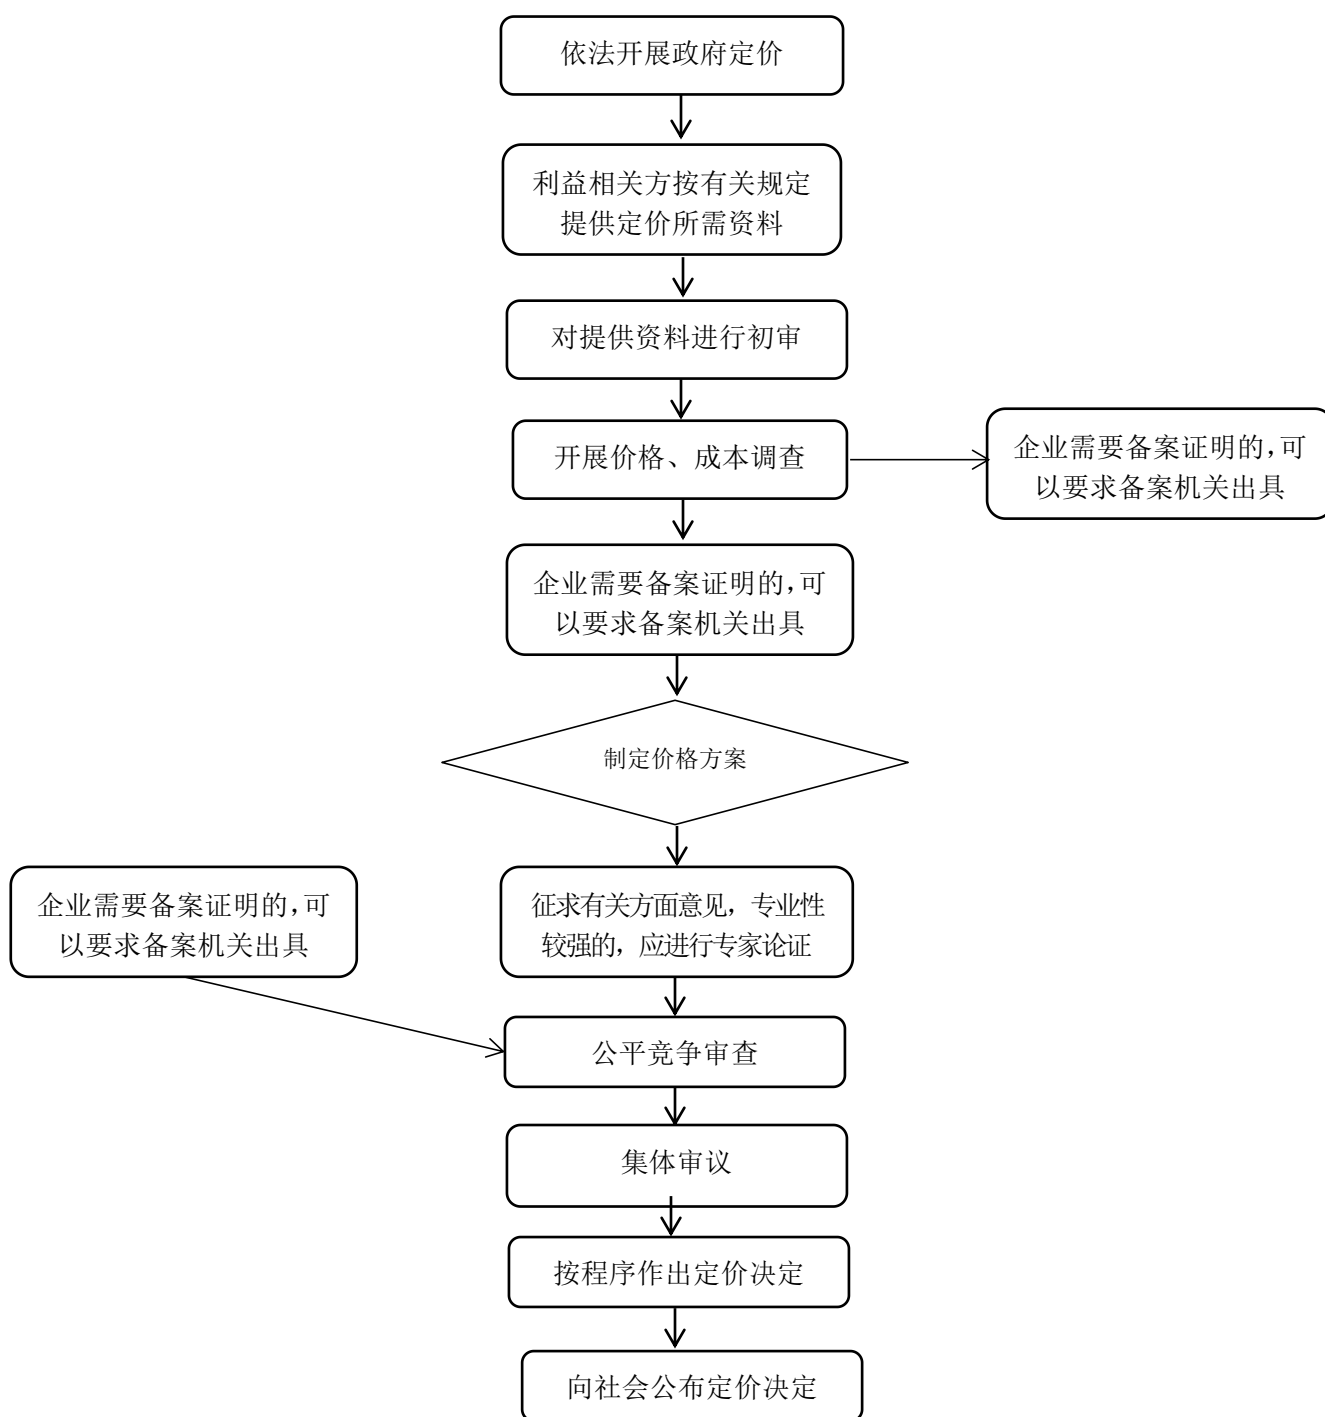 依法开展政府定价
利益相关方按有关规定
提供定价所需资料
对提供资料进行初审
开展价格、成本调查
企业需要备案证明的，可
以要求备案机关出具
企业需要备案证明的，可
以要求备案机关出具
制定价格方案
企业需要备案证明的，可
以要求备案机关出具
征求有关方面意见，专业性
较强的，应进行专家论证
公平竞争审查
集体审议
按程序作出定价决定
向社会公布定价决定